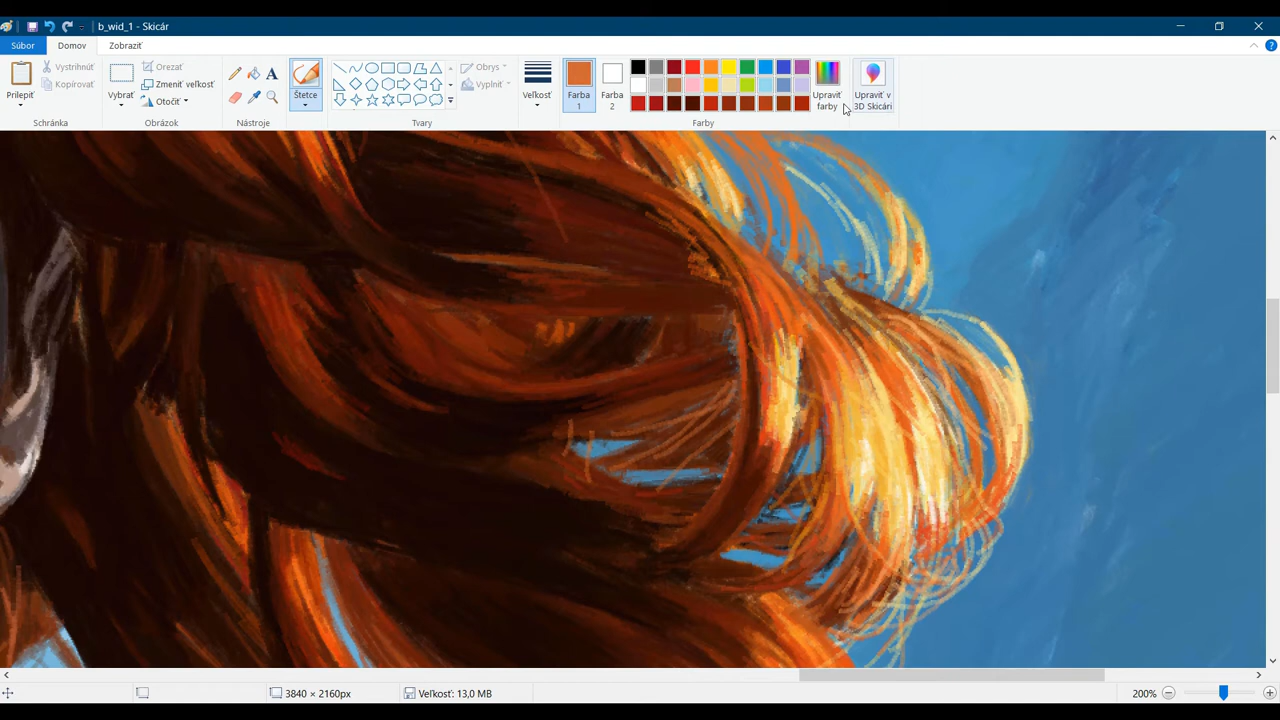 b_wid_1 - Skicár
Súbor Domov Zobraziť
Prilepiť
Vystrihnúť
Kopírovať
Schránka
Vybrať
Orezať
Zmeniť veľkosť
Otočiť
Obrázok
A
Nástroje
Štetce
Tvary
Obrys
Vyplniť
Veľkosť
Farba 1
Farba 2
Upraviť farby
Upraviť v 3D Skicári
Farby
3840 × 2160px
Veľkosť: 13,0 MB
200%